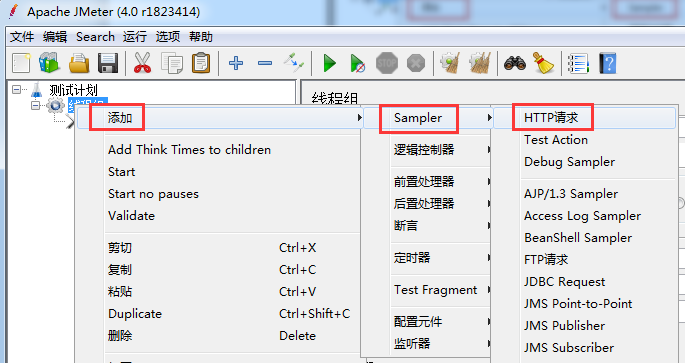 Apache JMeter (4.0 r1823414)
文件 编辑 Search 运行 选项 帮助
测试计划
线程组
添加
Add Think Times to children
Start
Start no pauses
Validate
剪切 Ctrl+X
复制 Ctrl+C
粘贴 Ctrl+V
Duplicate Ctrl+Shift+C
删除 Delete
Sampler
逻辑控制器
前置处理器
后置处理器
断言
定时器
Test Fragment
配置元件
监听器
HTTP请求
Test Action
Debug Sampler
AJP/1.3 Sampler
Access Log Sampler
BeanShell Sampler
FTP请求
JDBC Request
JMS Point-to-Point
JMS Publisher
JMS Subscriber